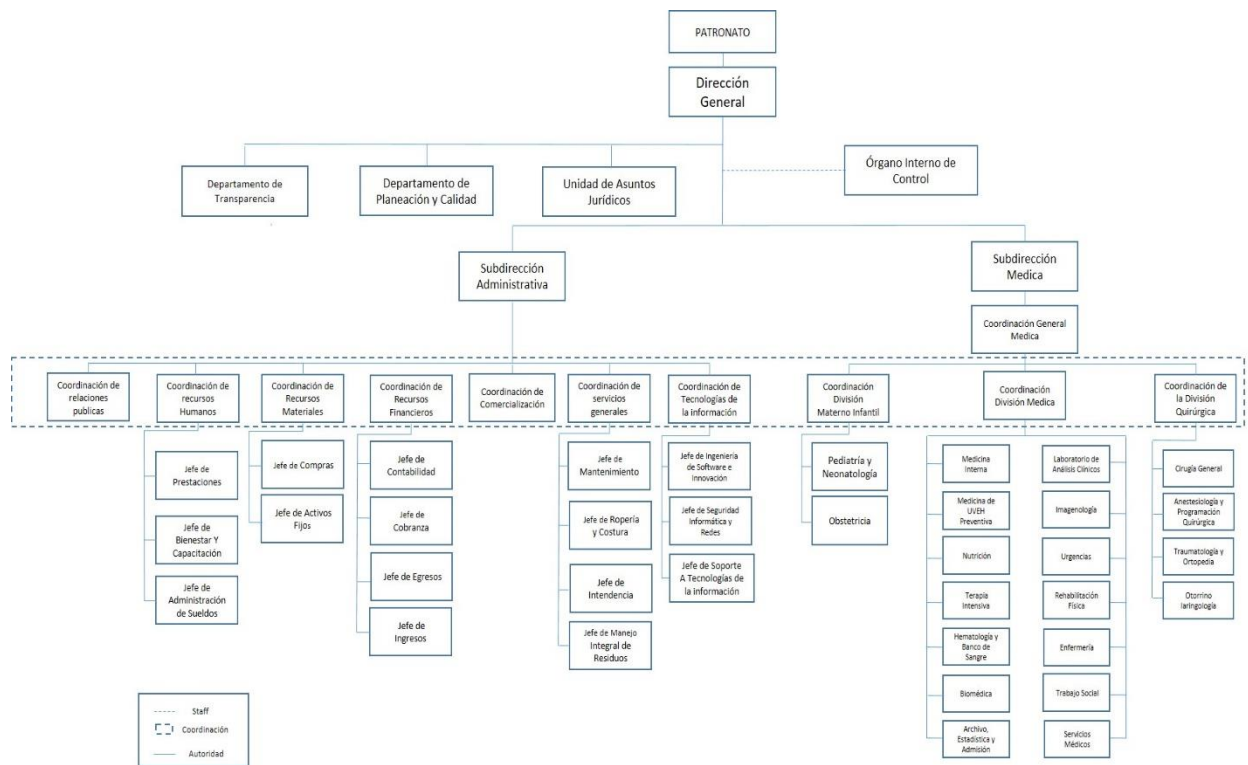 PATRONATO
Dirección
General
Órgano Interno de
Control
Departamento de
Transparencia
Departamento de
Planeación y Calidad
Unidad de Asuntos
Jurídicos
Subdirección
Administrativa
Subdirección
Medica
Coordinación General
Medica
Coordinación de
relaciones
publicas
Coordinación de
recursos
Humanos
Coordinación de
Recursos
Materiales
Coordinación de
Recursos
Financieros
Coordinación de
Comercialización
Coordinación de
servicios
generales
Coordinación de
Tecnologías de
la información
Coordinación
División
Materno Infantil
Coordinación
División Medica
Coordinación de
la División
Quirúrgica
Jefe de
Prestaciones
Jefe de
Bienestar Y
Capacitación
Jefe de
Administración
de Sueldos
Jefe de Compras
Jefe de Activos
Fijos
Jefe de
Contabilidad
Jefe de
Cobranza
Jefe de Egresos
Jefe de
Ingresos
Jefe de
Mantenimiento
Jefe de Ropería
y Costura
Jefe de
Intendencia
Jefe de Manejo
Integral de
Residuos
Jefe de Ingeniería
de Software e
Innovación
Jefe de Seguridad
Informática y
Redes
Jefe de Soporte
A Tecnologías de
la información
Pediatría y
Neonatología
Obstetricia
Medicina
Interna
Medicina de
UVEH
Preventiva
Nutrición
Terapia
Intensiva
Hematología y
Banco de
Sangre
Biomédica
Archivo,
Estadística y
Admisión
Laboratorio de
Análisis Clínicos
Imagenología
Urgencias
Rehabilitación
Física
Enfermería
Trabajo Social
Servicios
Médicos
Cirugía General
Anestesiología y
Programación
Quirúrgica
Traumatología y
Ortopedia
Otorrino
laringología
Staff
Coordinación
Autoridad